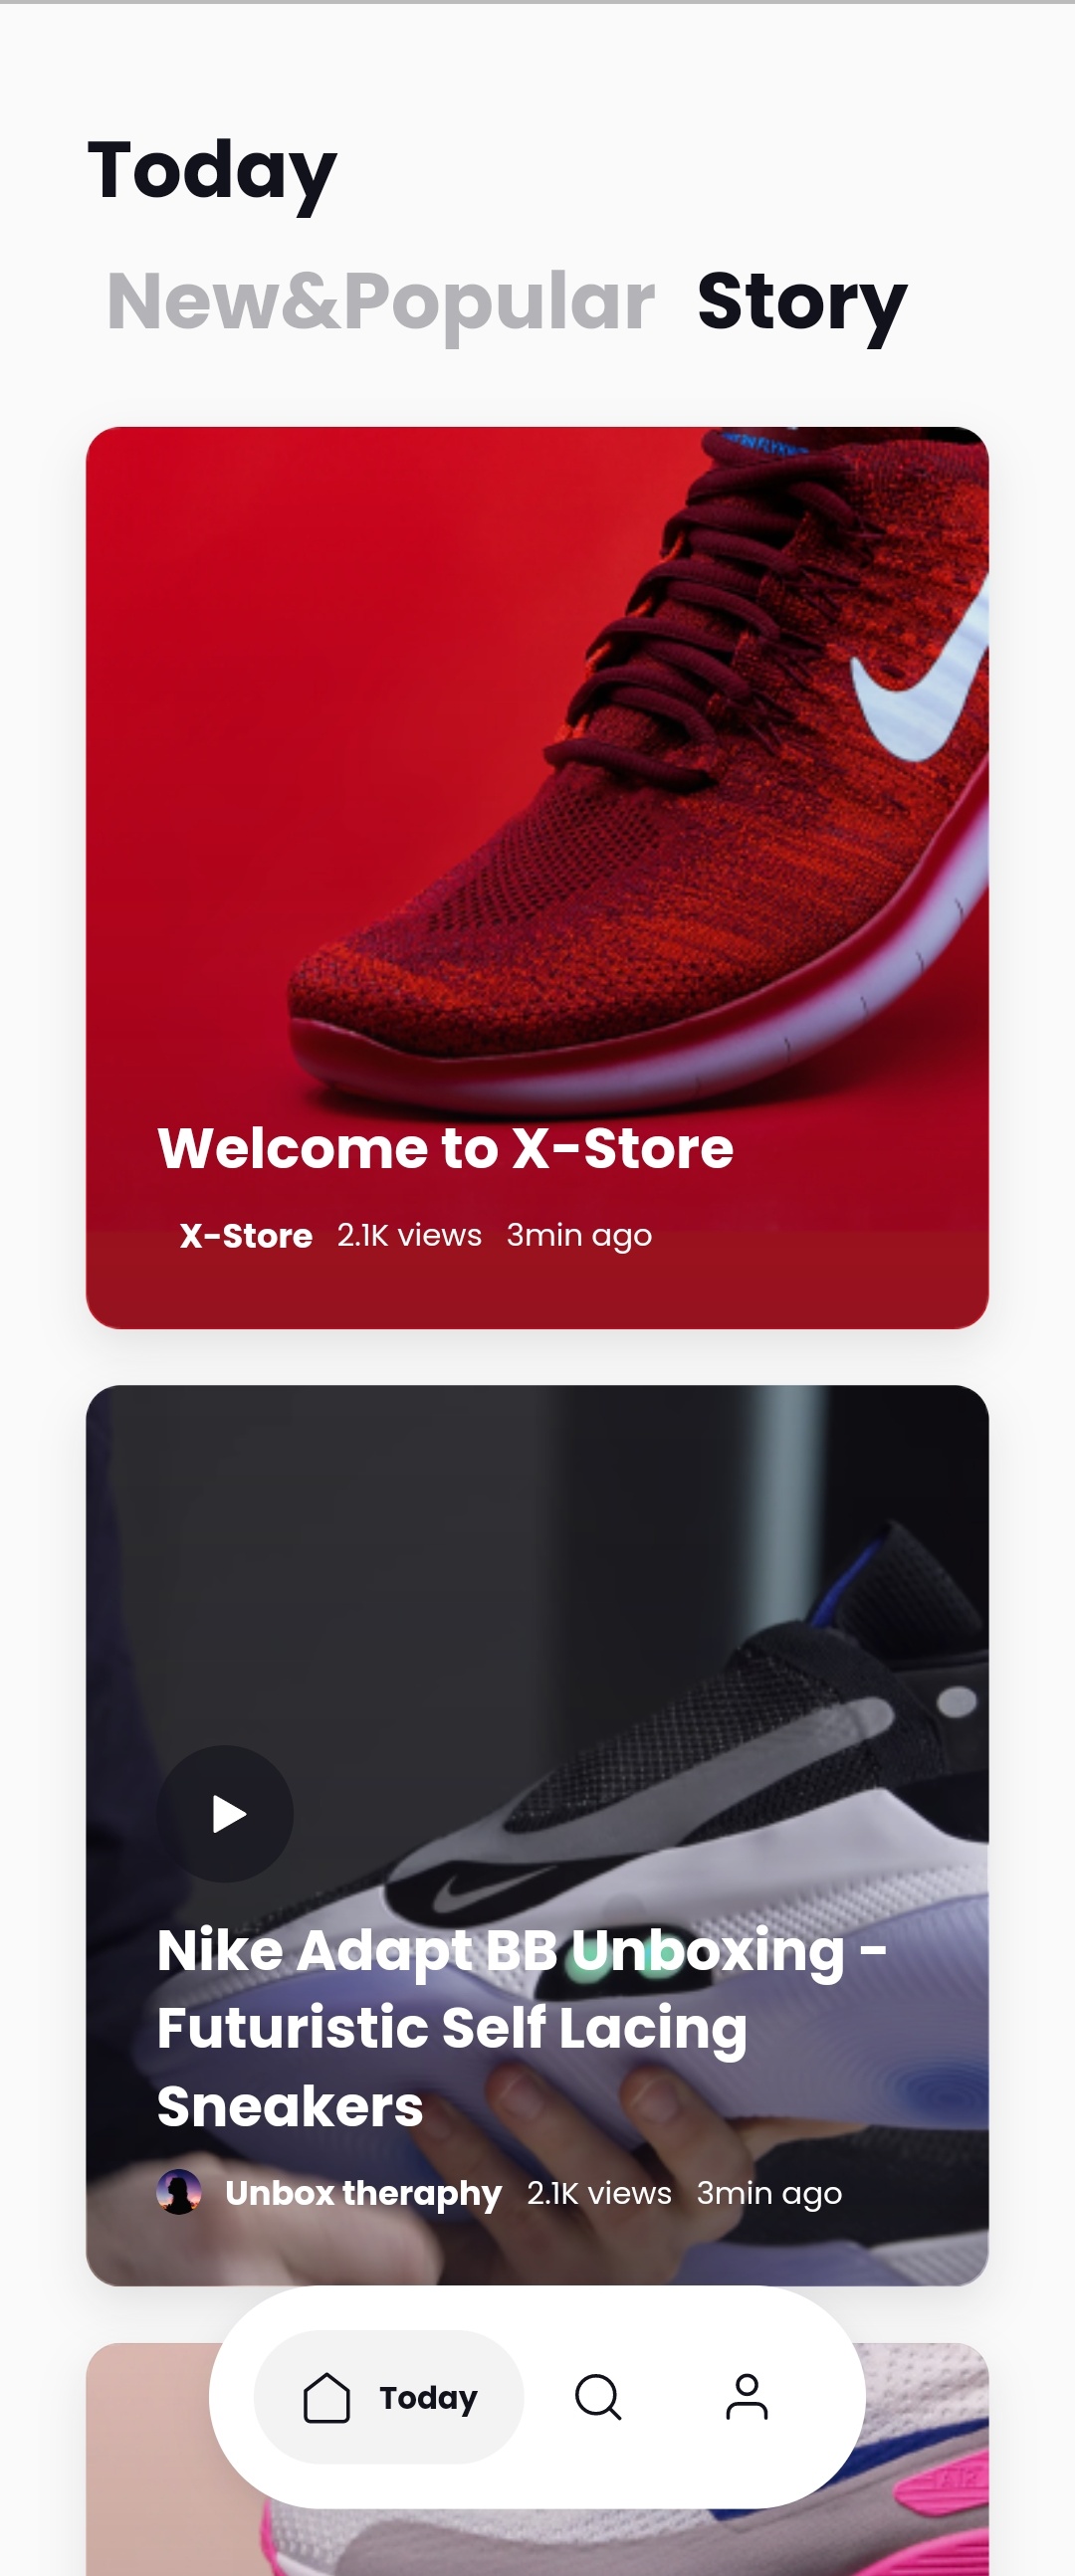 Today
New&Popular Story
Welcome to X-Store
X-Store 2.1K views 3min ago
Nike Adapt BB Unboxing -
Futuristic Self Lacing
Sneakers
Unbox theraphy 2.1K views 3min ago
Today
AIR